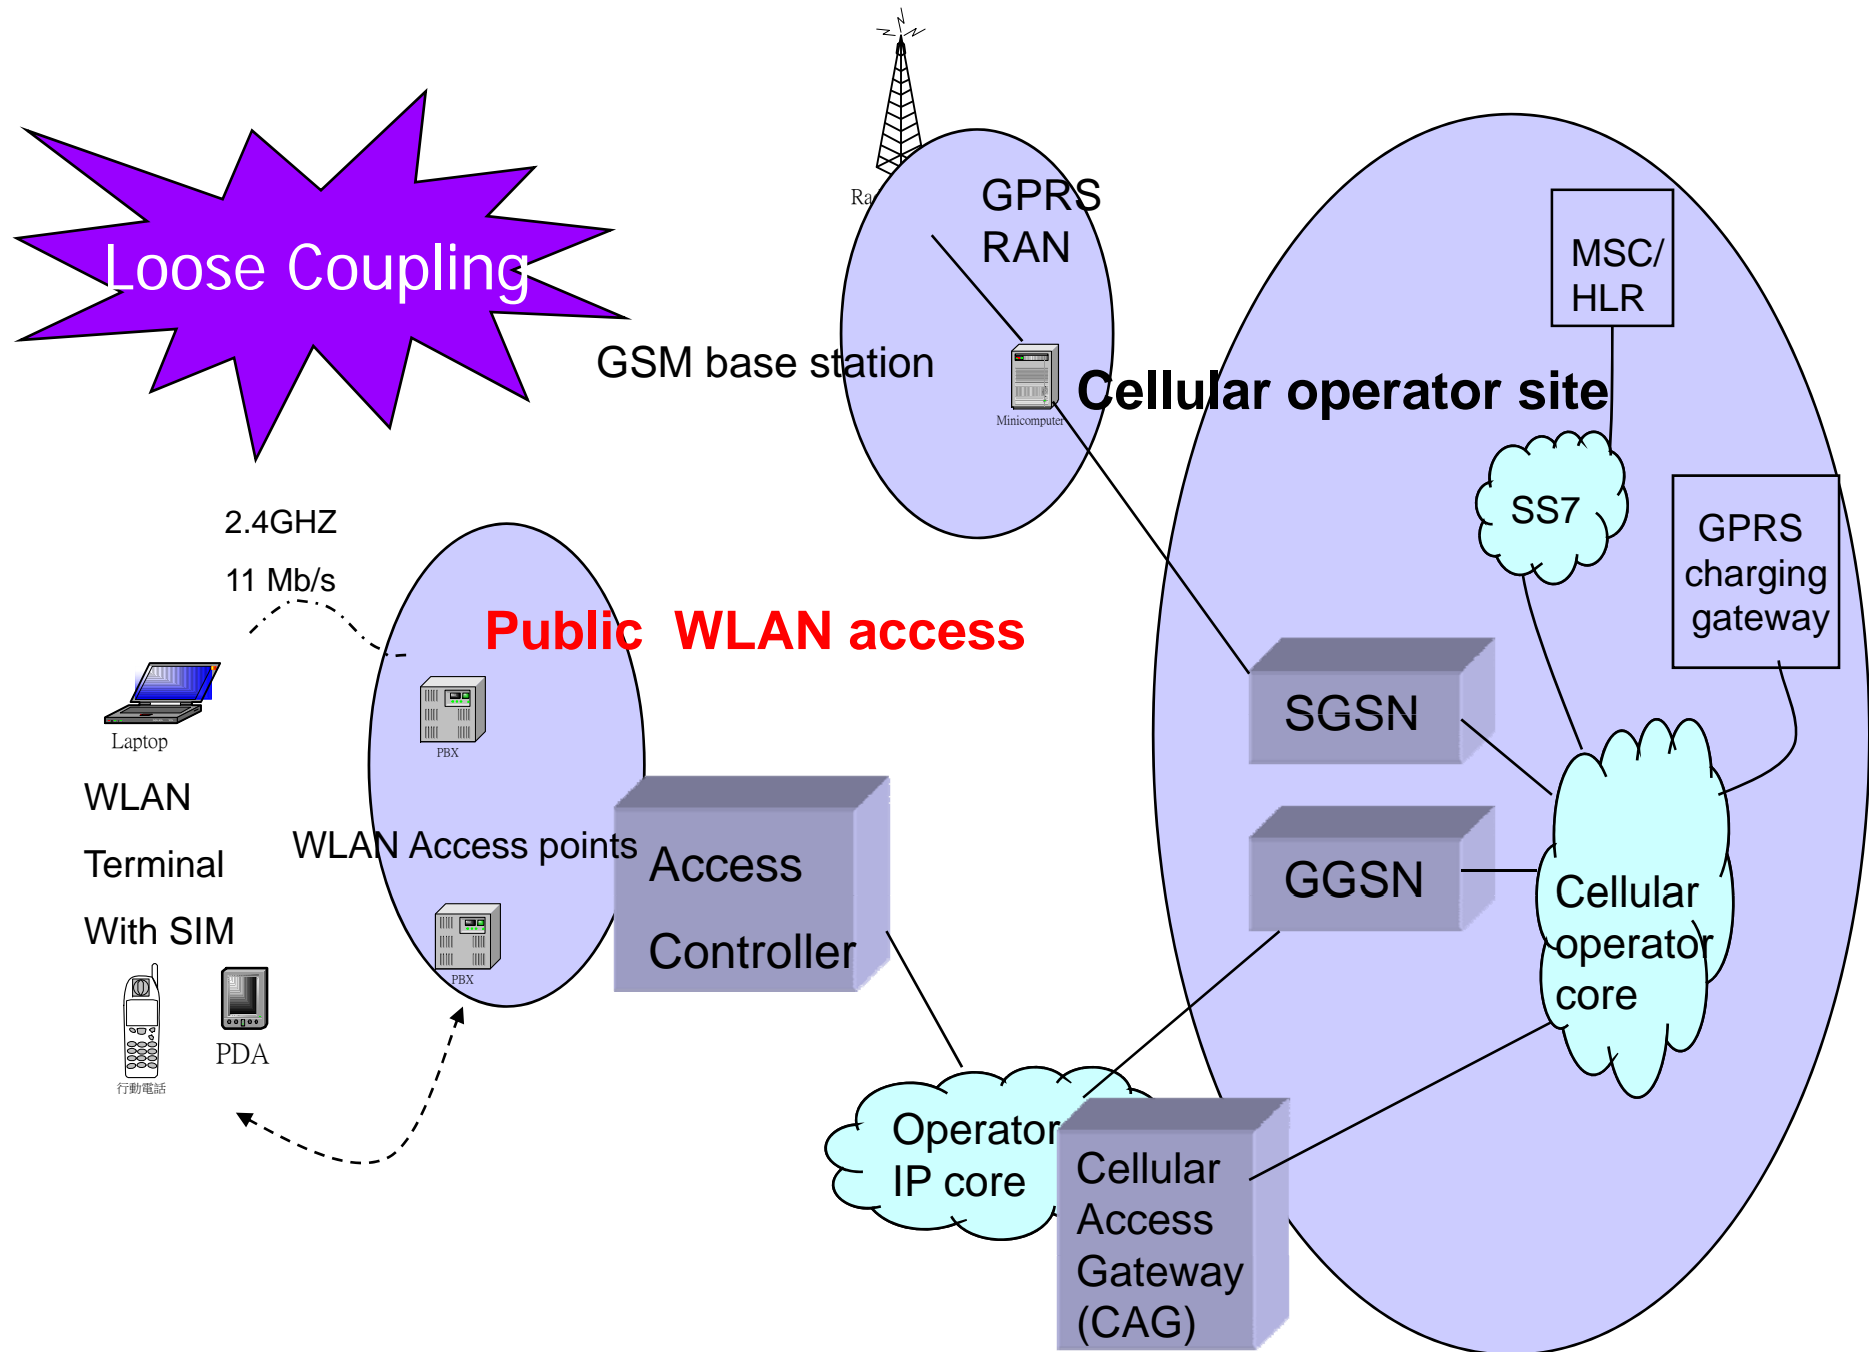 Loose Coupling
GPRS
RAN
MSC/
HLR
GSM base station
Minicomputer
Cellular operator site
SS7
GPRS
charging
gateway
2.4GHZ
11 Mb/s
Public WLAN access
PBX
Laptop
WLAN
Terminal
With SIM
WLAN Access points
PBX
Access
Controller
SGSN
GGSN
Cellular
operator
core
行動電話
PDA
Operator
IP core
Cellular
Access
Gateway
(CAG)